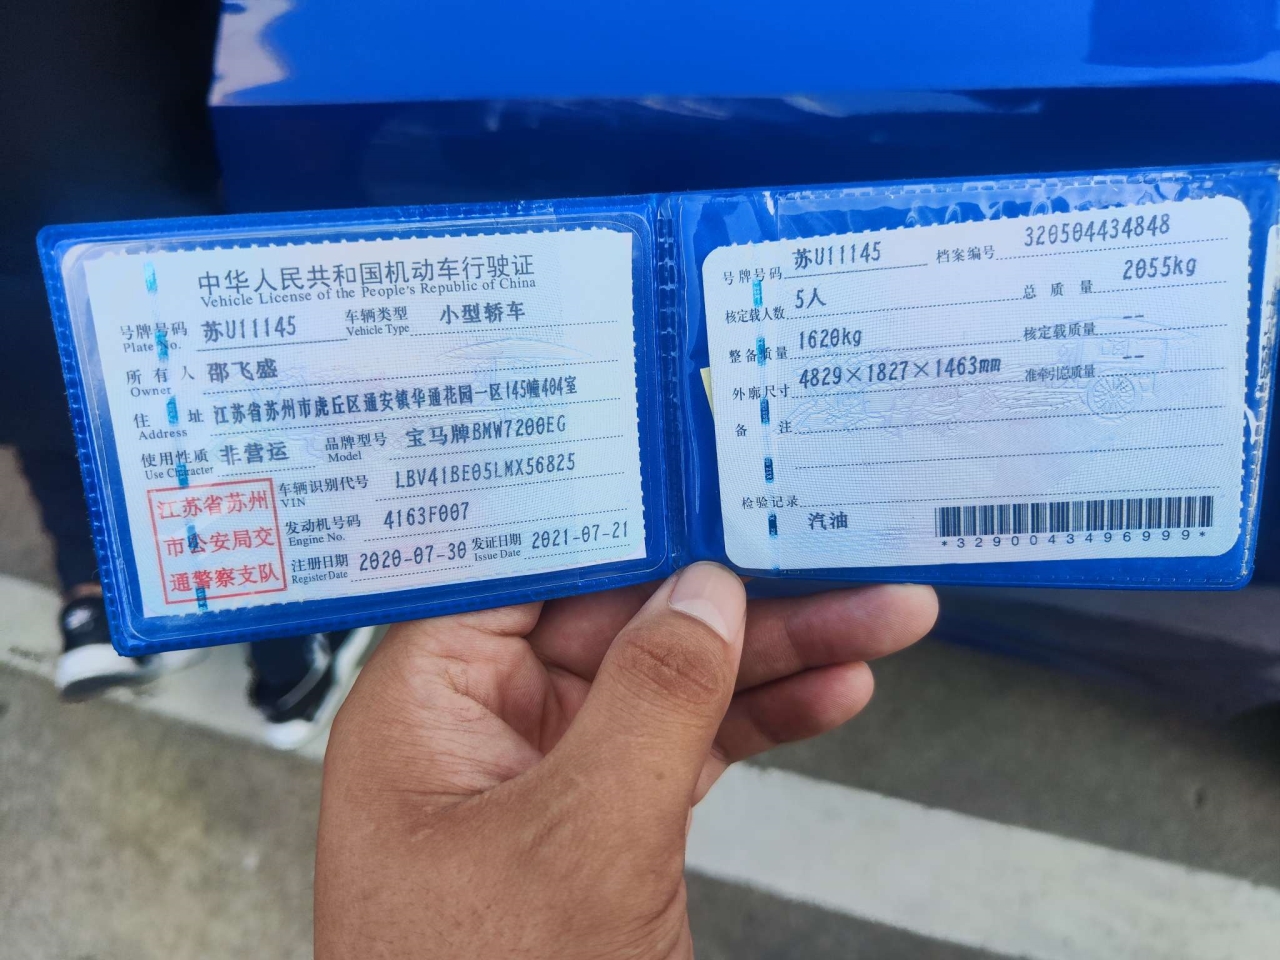 中华人民共和国机动车行驶证
Vehicle License of the People's Republic of China
号牌号码 苏U11145 车辆类型 小型轿车
Plate No. Vehicle Type
所有人 邵飞盛
Owner
住址 江苏省苏州市虎丘区通安镇华通花园一区145幢404室
Address
使用性质 非营运 品牌型号 宝马牌BMW7200EG
Use Character Model
江苏省苏州
市公安局交
通警察支队
车辆识别代号 LBV41BE05LMX56825
VIN
发动机号码 4163F007
Engine No.
注册日期 2020-07-30 发证日期 2021-07-21
Register Date Issue Date
号牌号码 苏U11145 档案编号 320504434848
核定载人数 5人 总质量 2055kg
整备质量 1620kg 核定载质量 --
外廓尺寸 4829×1827×1463mm 准牵引总质量 --
备注
检验记录 汽油
*3290043496999*